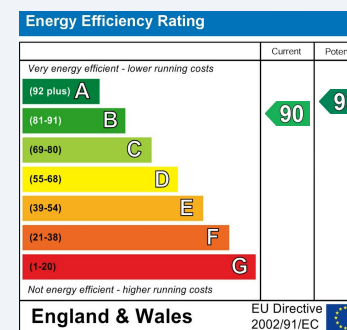 Energy Efficiency Rating
Current
Very energy efficient - lower running costs
(92 plus) A
(81-91) B
90
(69-80) C
(55-68) D
(39-54) E
(21-38) F
(1-20) G
Not energy efficient - higher running costs
England & Wales
EU Directive
2002/91/EC